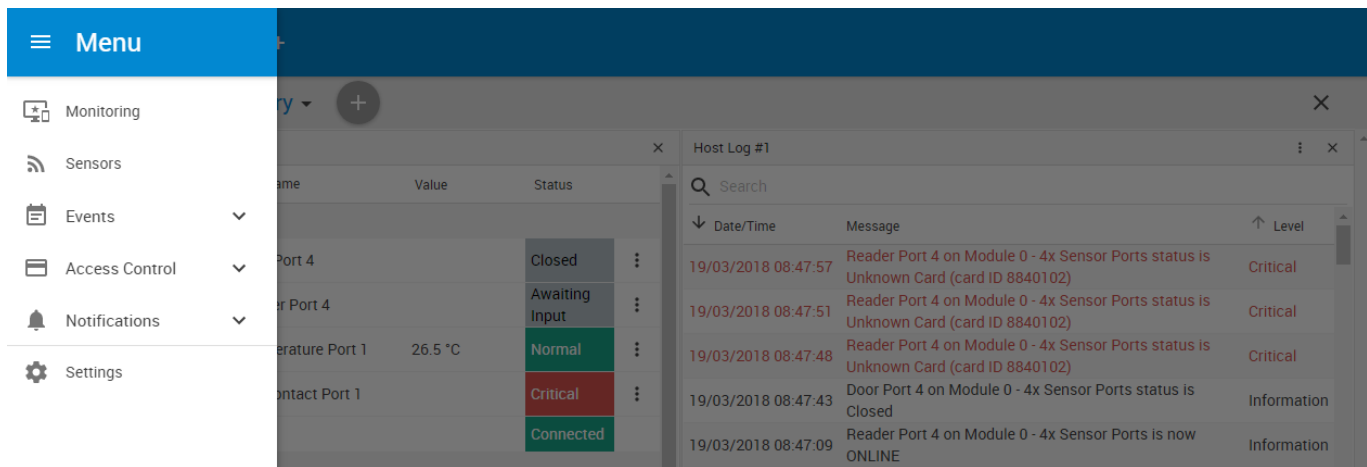 Menu
Monitoring
Sensors
Events
Access Control
Notifications
Settings
Value
Status
Port 4
Closed
Port 4
Awaiting
Input
Port 1
26.5 °C
Normal
Port 1
Critical
Connected
Host Log #1
Search
Date/Time
Message
Level
19/03/2018 08:47:57
Reader Port 4 on Module 0 - 4x Sensor Ports status is
Unknown Card (card ID 8840102)
Critical
19/03/2018 08:47:51
Reader Port 4 on Module 0 - 4x Sensor Ports status is
Unknown Card (card ID 8840102)
Critical
19/03/2018 08:47:48
Reader Port 4 on Module 0 - 4x Sensor Ports status is
Unknown Card (card ID 8840102)
Critical
19/03/2018 08:47:43
Door Port 4 on Module 0 - 4x Sensor Ports status is
Closed
Information
19/03/2018 08:47:09
Reader Port 4 on Module 0 - 4x Sensor Ports is now
ONLINE
Information